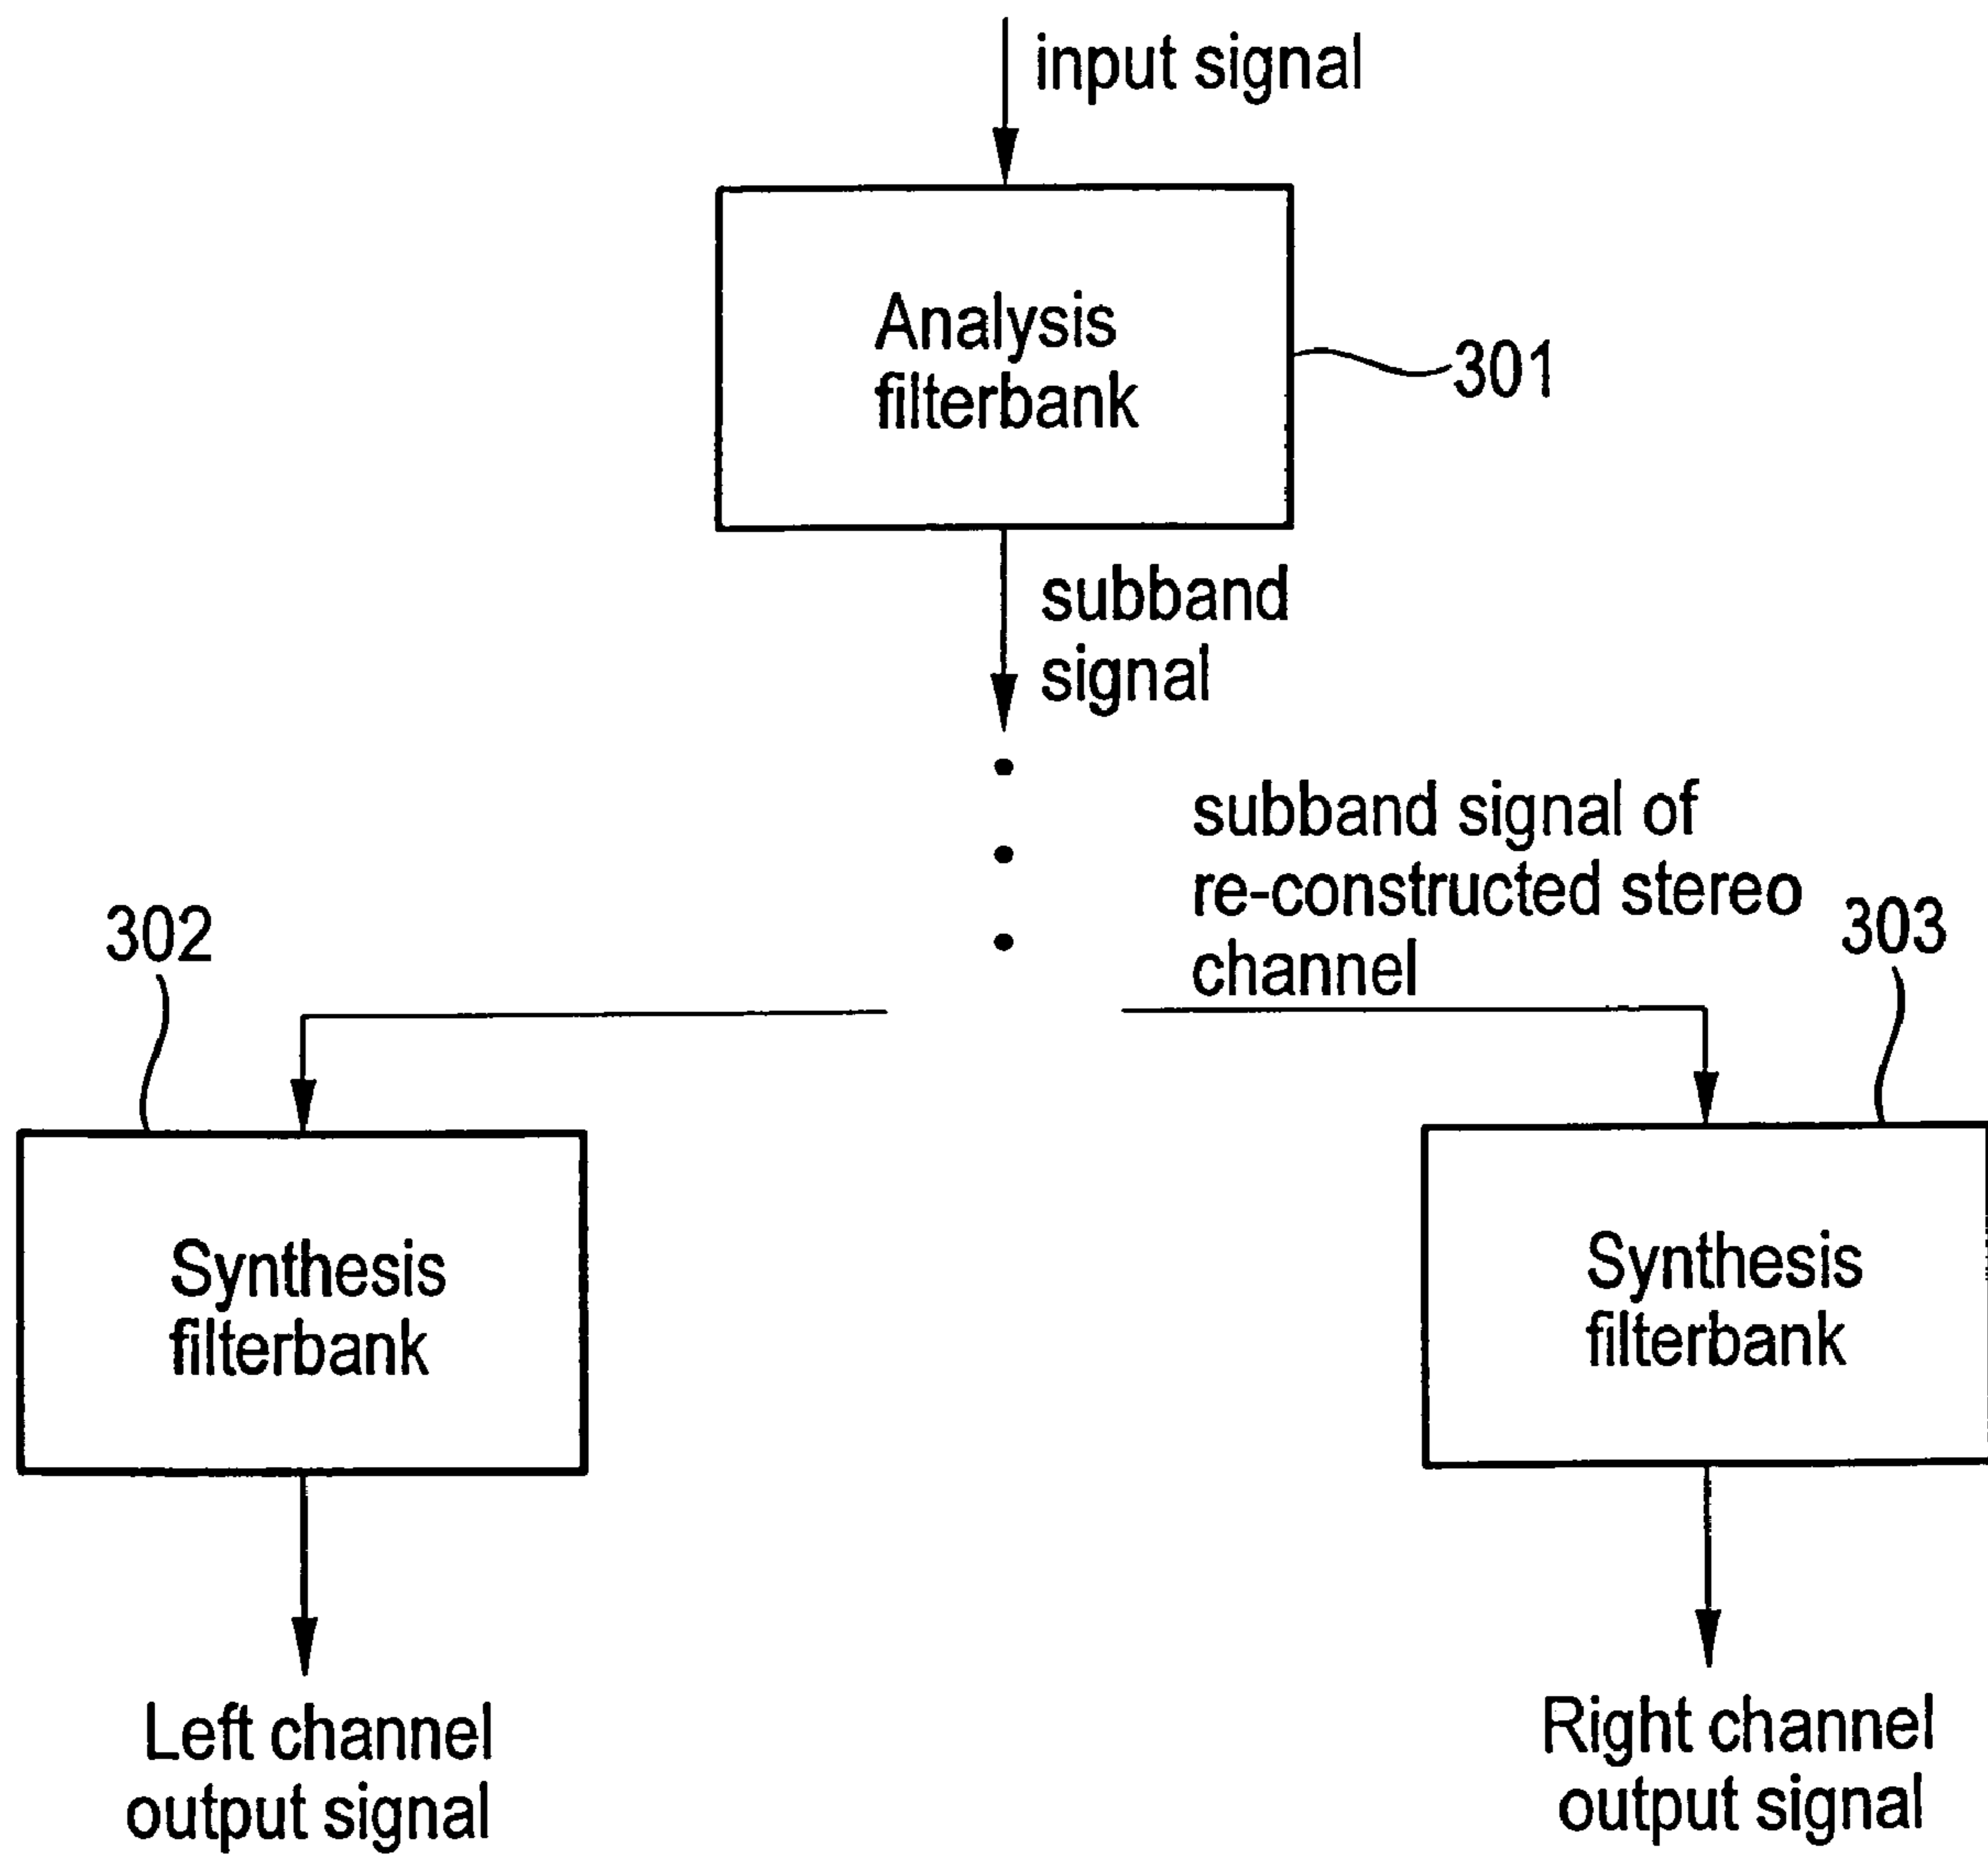 input signal
Analysis
filterbank
301
subband
signal
subband signal of
re-constructed stereo
channel
302
303
Synthesis
filterbank
Synthesis
filterbank
Left channel
output signal
Right channel
output signal